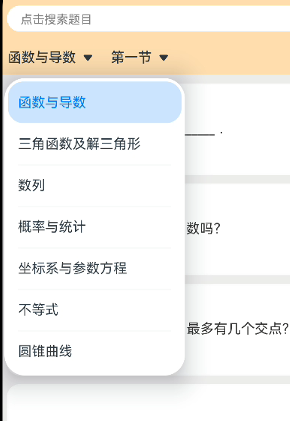 点击搜索题目
函数与导数 ▼ 第一节 ▼
函数与导数
三角函数及解三角形
____ .
数列
概率与统计
数吗?
坐标系与参数方程
不等式
最多有几个交点?
圆锥曲线